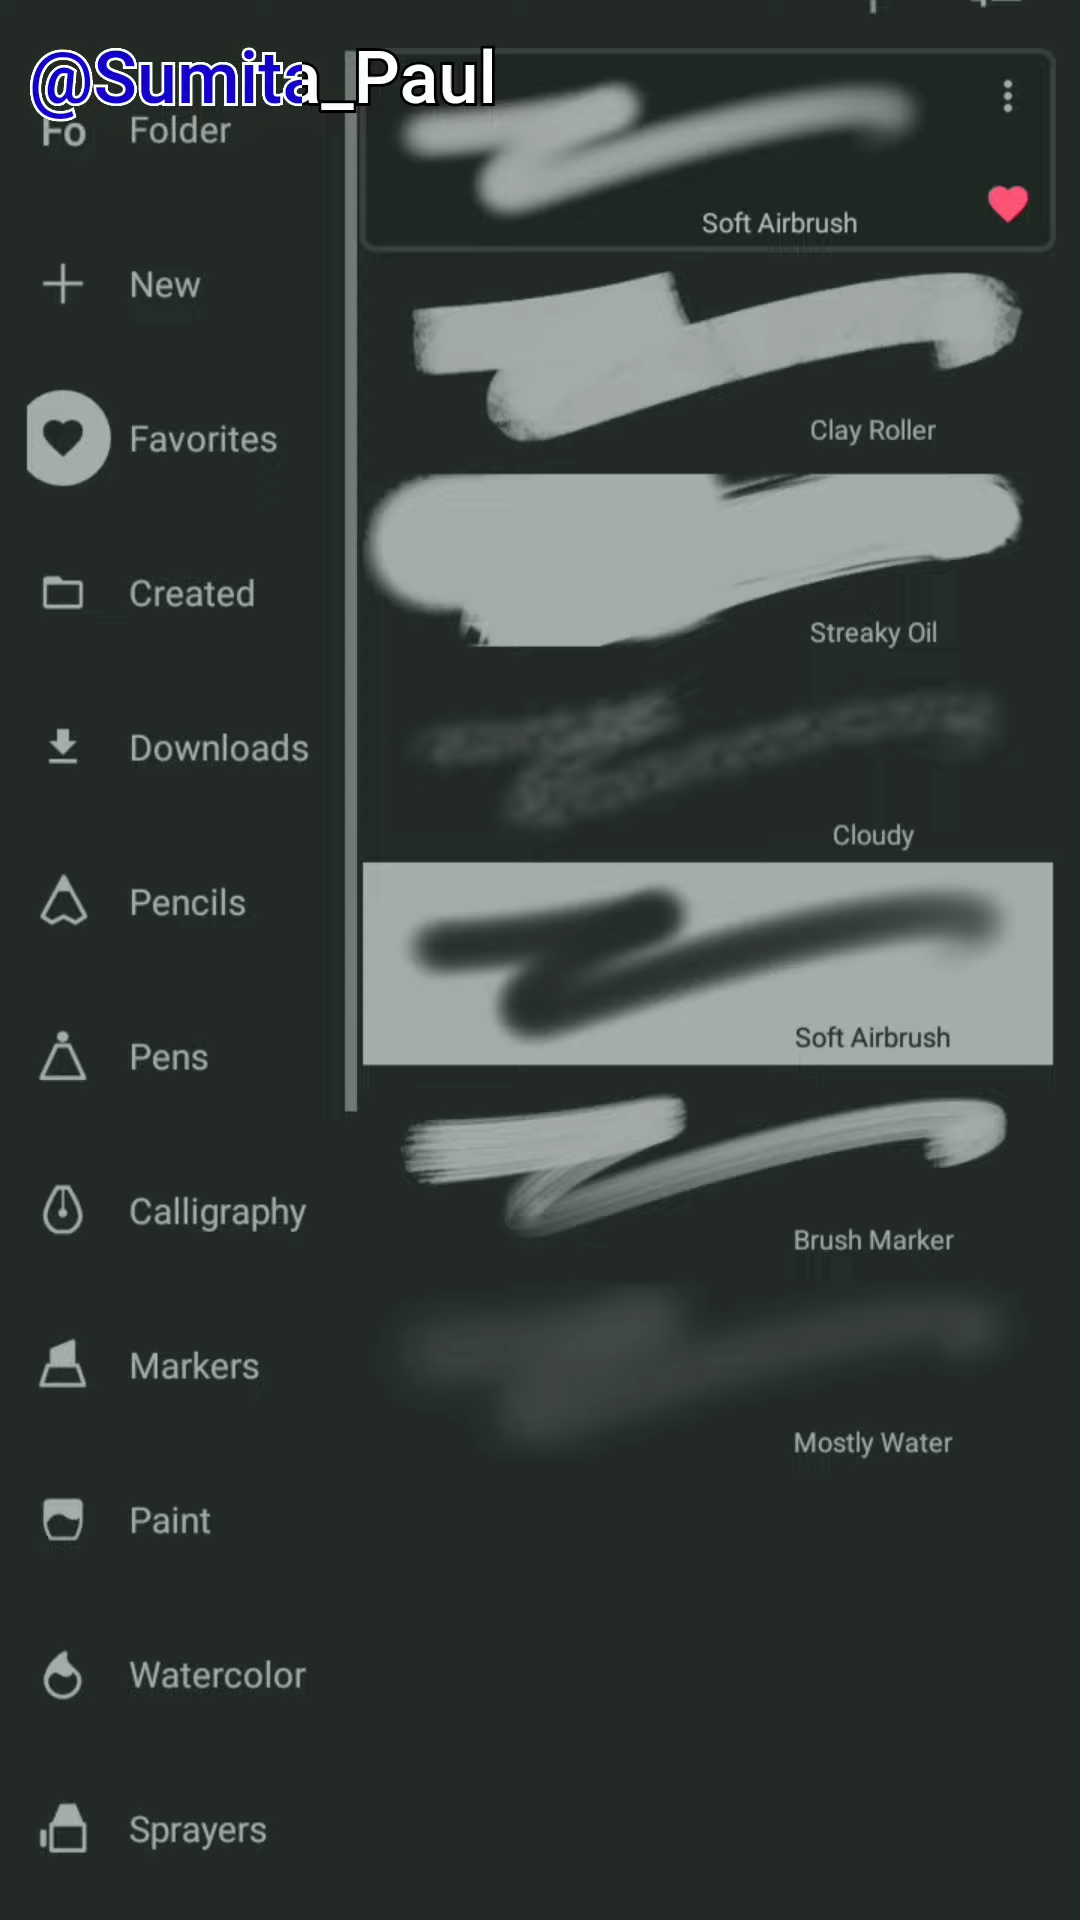 @Sumita_Paul
Fo Folder
New
Favorites
Created
Downloads
Pencils
Pens
Calligraphy
Markers
Paint
Watercolor
Sprayers
Soft Airbrush
Clay Roller
Streaky Oil
Cloudy
Soft Airbrush
Brush Marker
Mostly Water